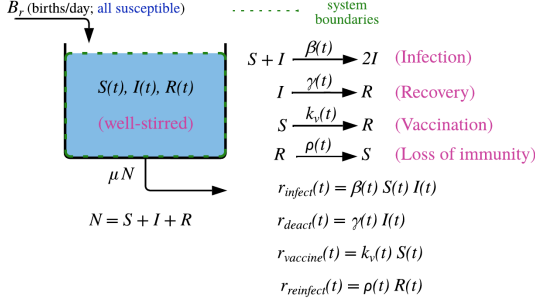 B_r (births/day; all susceptible)
system
boundaries
S(t), I(t), R(t)
(well-stirred)
μ N
N = S + I + R
S + I β(t) 2I (Infection)
I γ(t) R (Recovery)
S k_v(t) R (Vaccination)
R ρ(t) S (Loss of immunity)
r_infect(t) = β(t) S(t) I(t)
r_deact(t) = γ(t) I(t)
r_vaccine(t) = k_v(t) S(t)
r_reinfect(t) = ρ(t) R(t)